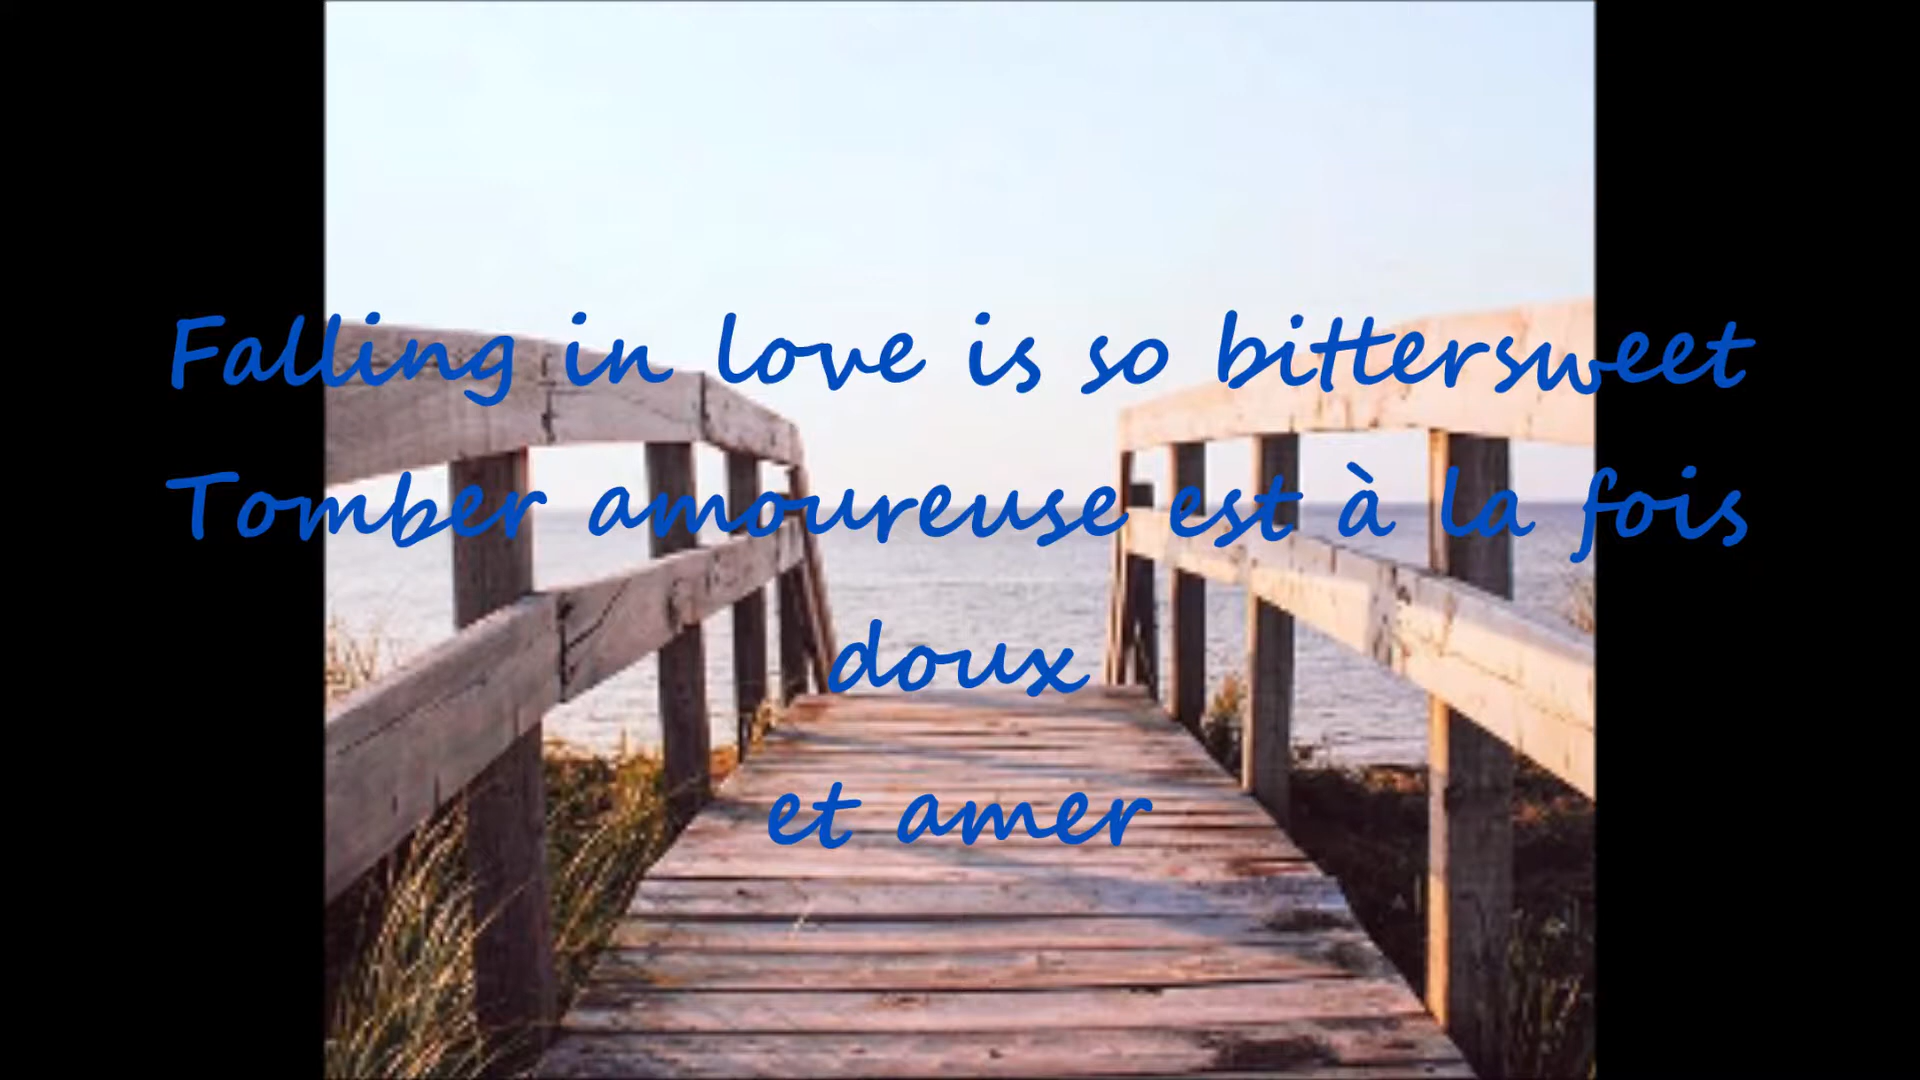 Falling in love is so bittersweet
Tomber amoureuse est à la fois
doux
et amer